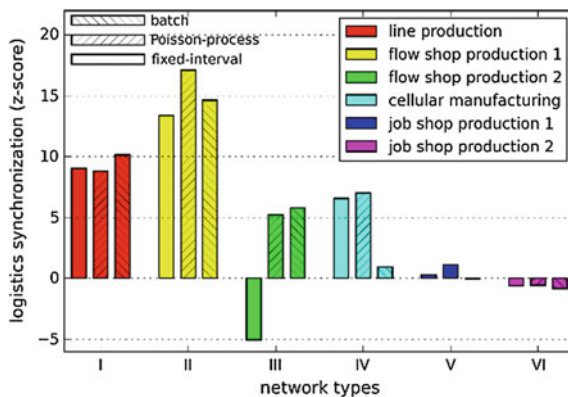 batch
Poisson-process
fixed-interval
line production
flow shop production 1
flow shop production 2
cellular manufacturing
job shop production 1
job shop production 2
logistics synchronization (z-score)
20
15
10
5
0
−5
I II III IV V VI
network types